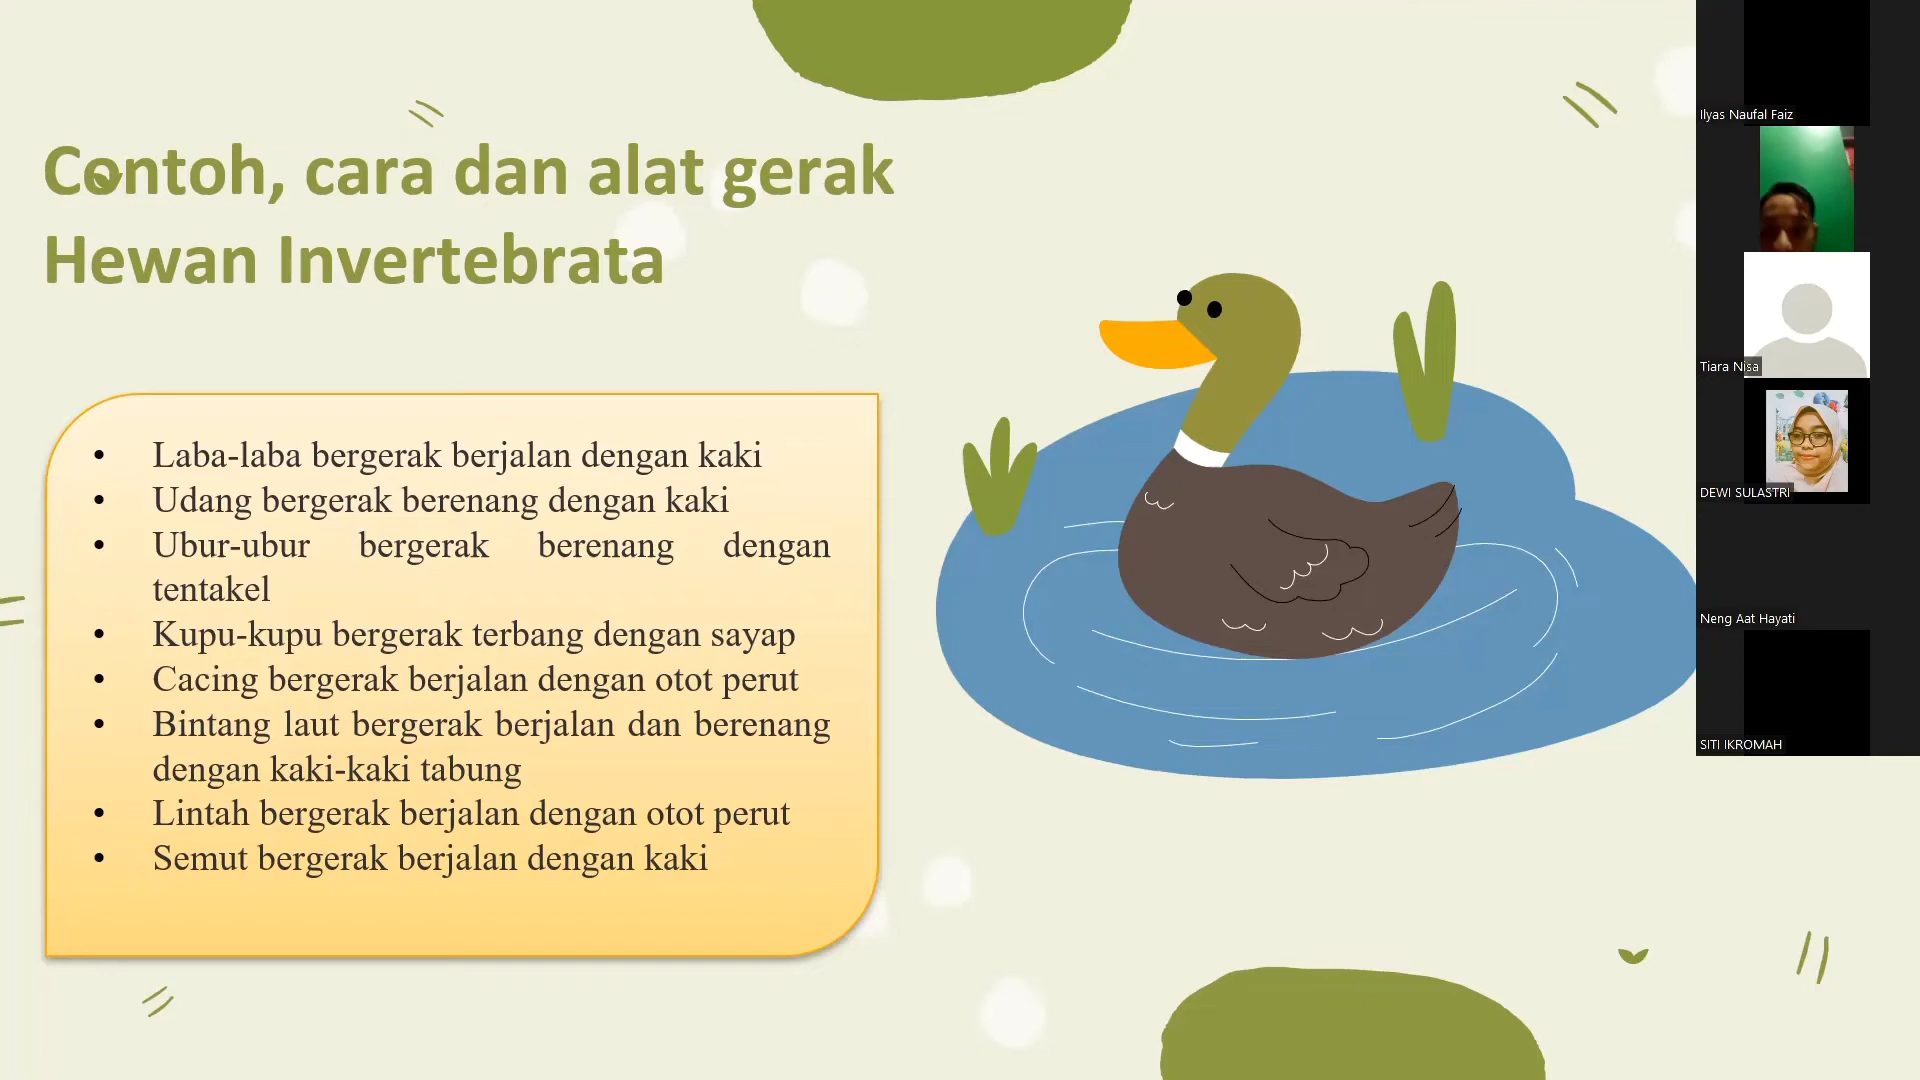 Contoh, cara dan alat gerak
Hewan Invertebrata
• Laba-laba bergerak berjalan dengan kaki
• Udang bergerak berenang dengan kaki
• Ubur-ubur bergerak berenang dengan
tentakel
• Kupu-kupu bergerak terbang dengan sayap
• Cacing bergerak berjalan dengan otot perut
• Bintang laut bergerak berjalan dan berenang
dengan kaki-kaki tabung
• Lintah bergerak berjalan dengan otot perut
• Semut bergerak berjalan dengan kaki
Ilyas Naufal Faiz
Tiara Nisa
DEWI SULASTRI
Neng Aat Hayati
SITI IKROMAH